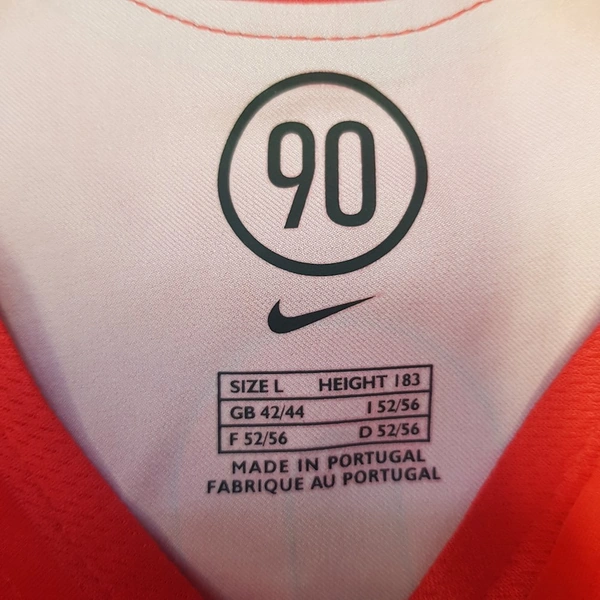 90
SIZE L HEIGHT 183
GB 42/44 I 52/56
F 52/56 D 52/56
MADE IN PORTUGAL
FABRIQUE AU PORTUGAL